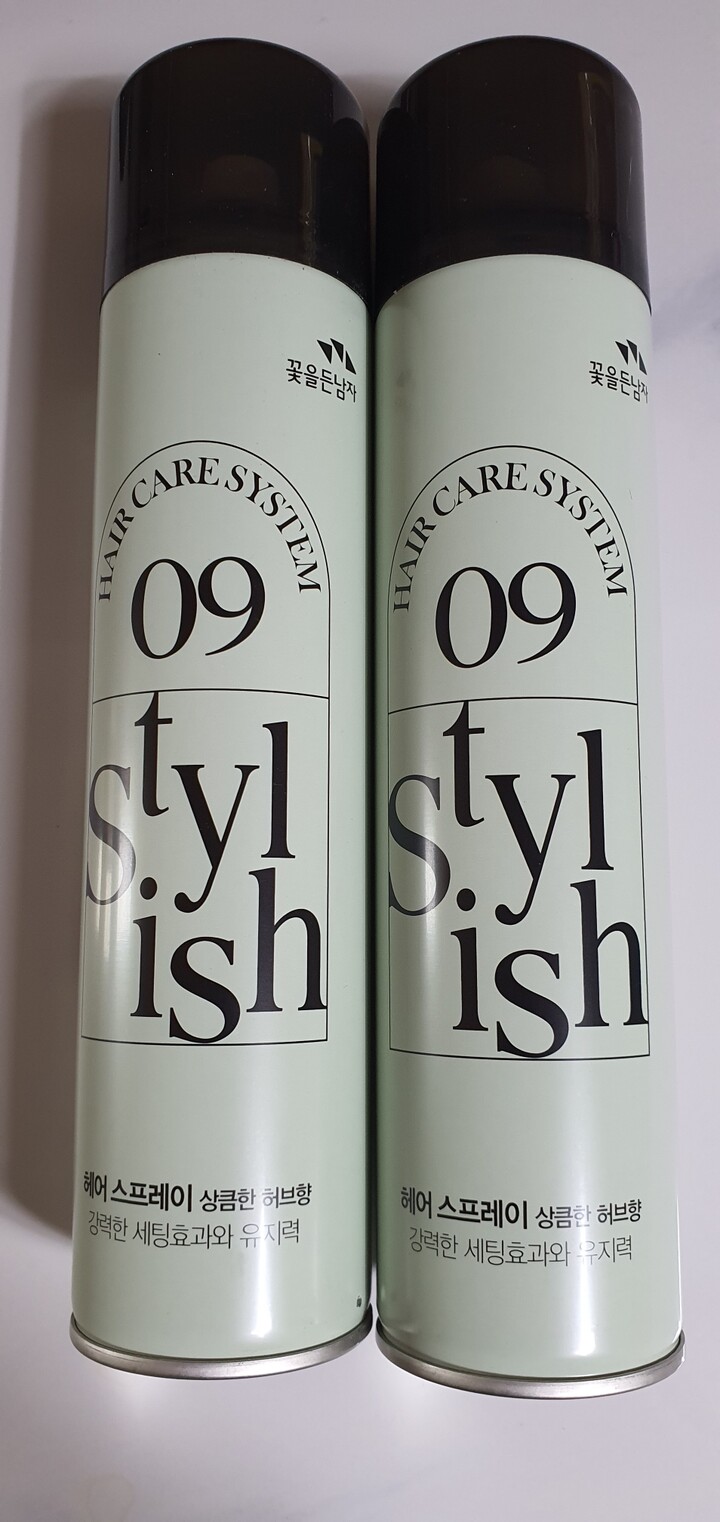 꽃을든남자
HAIR CARE SYSTEM
09
Stylish
헤어 스프레이 상큼한 허브향
강력한 세팅효과와 유지력
꽃을든남자
HAIR CARE SYSTEM
09
Stylish
헤어 스프레이 상큼한 허브향
강력한 세팅효과와 유지력